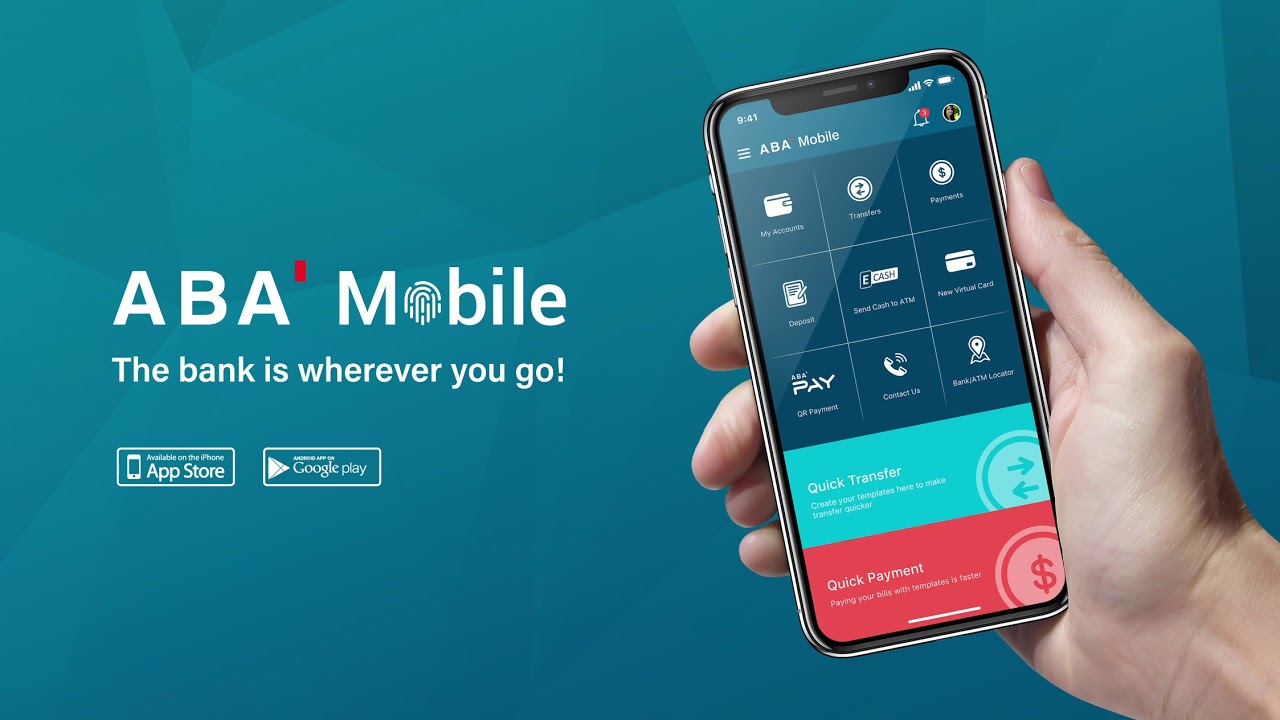 ABA' Mobile
The bank is wherever you go!
Available on the iPhone
App Store
ANDROID APP ON
Google play
9:41
ABA' Mobile
My Accounts
Transfers
Payments
Deposit
E CASH
Send Cash to ATM
New Virtual Card
ABA'
PAY
QR Payment
Contact Us
Bank/ATM Locator
Quick Transfer
Create your templates here to make
transfer quicker
Quick Payment
Paying your bills with templates is faster
$